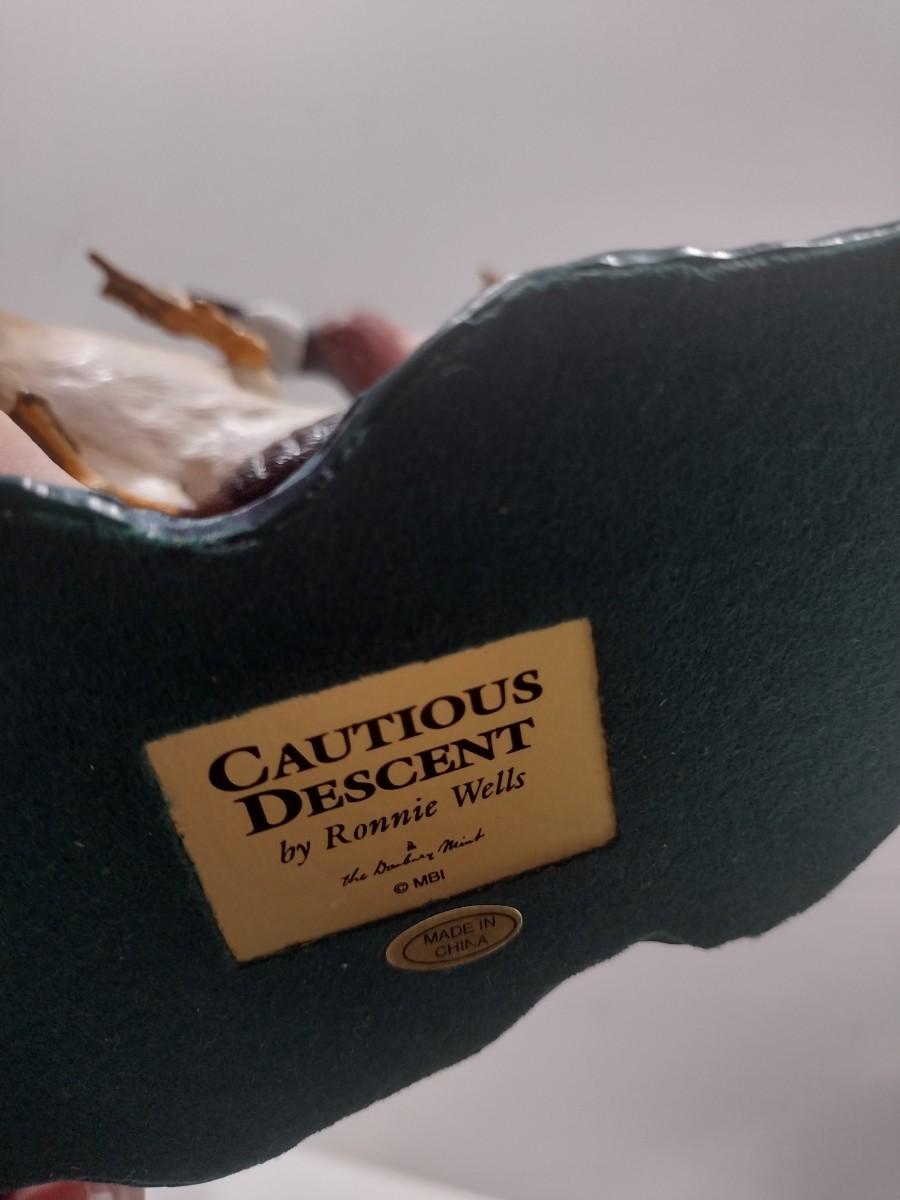 CAUTIOUS
DESCENT
by Ronnie Wells
the Danbury Mint
© MBI
MADE IN
CHINA